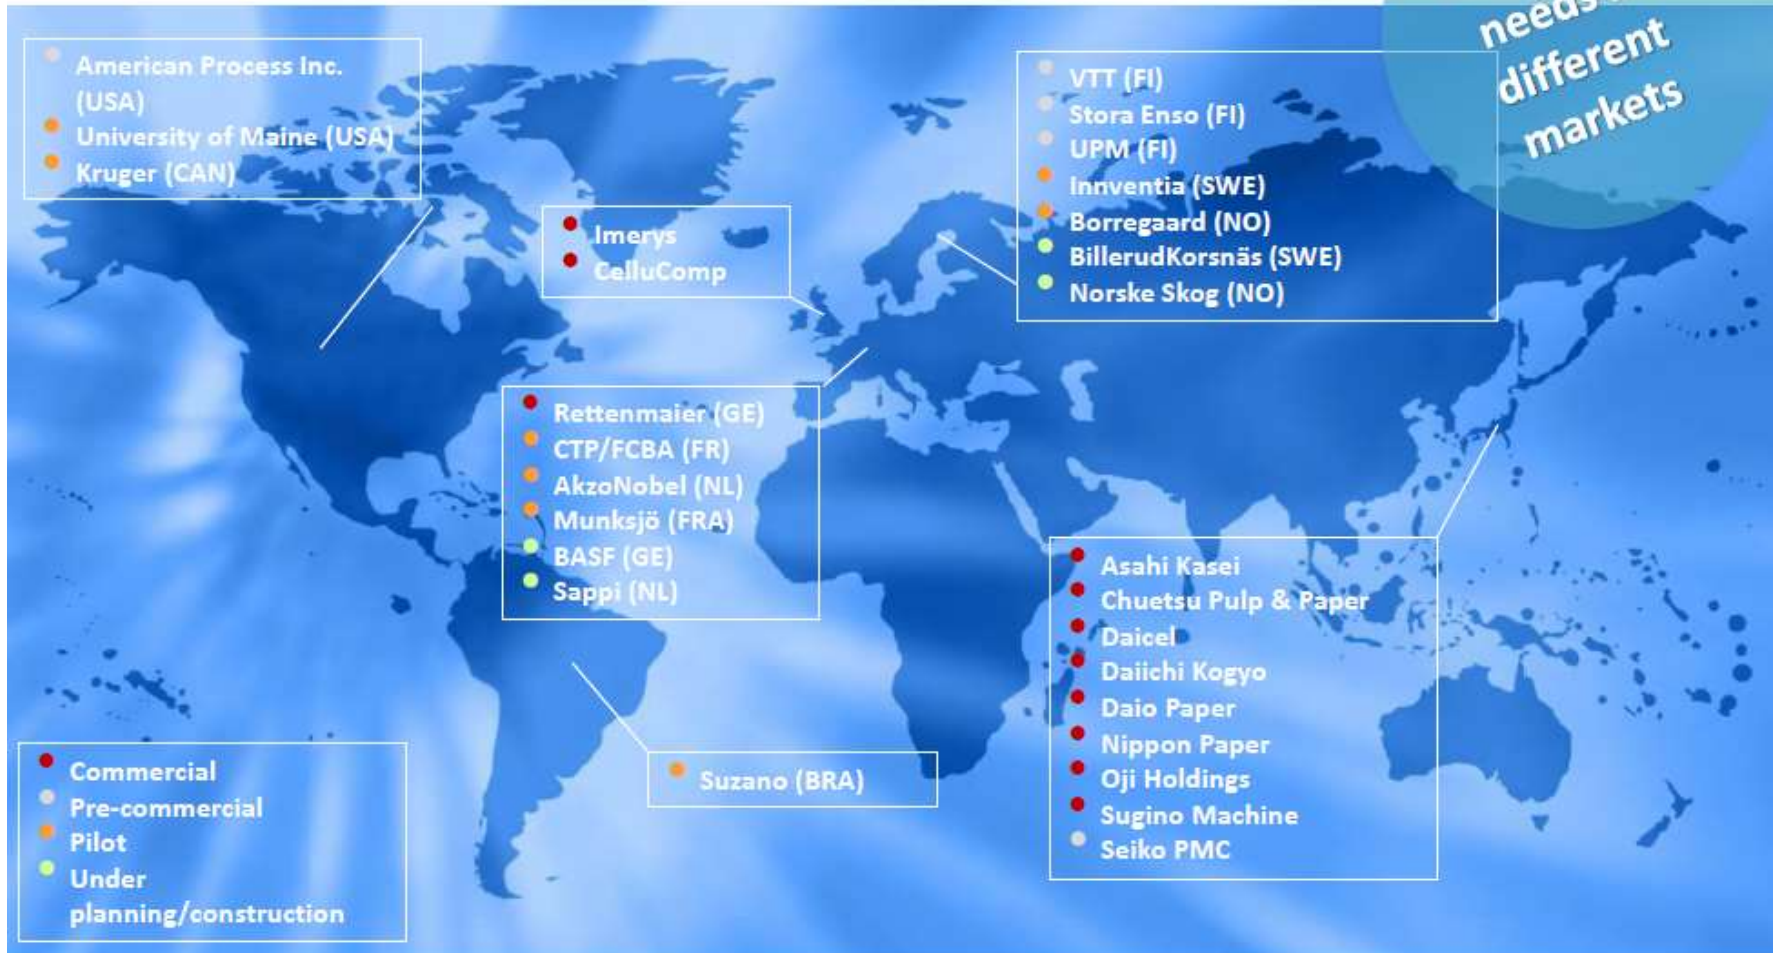 needs
different
markets
American Process Inc.
(USA)
University of Maine (USA)
Kruger (CAN)
VTT (FI)
Stora Enso (FI)
UPM (FI)
Innventia (SWE)
Borregaard (NO)
BillerudKorsnäs (SWE)
Norske Skog (NO)
Imerys
CelluComp
Rettenmaier (GE)
CTP/FCBA (FR)
AkzoNobel (NL)
Munksjö (FRA)
BASF (GE)
Sappi (NL)
Asahi Kasei
Chuetsu Pulp & Paper
Daicel
Daiichi Kogyo
Daio Paper
Nippon Paper
Oji Holdings
Sugino Machine
Seiko PMC
Suzano (BRA)
Commercial
Pre-commercial
Pilot
Under
planning/construction